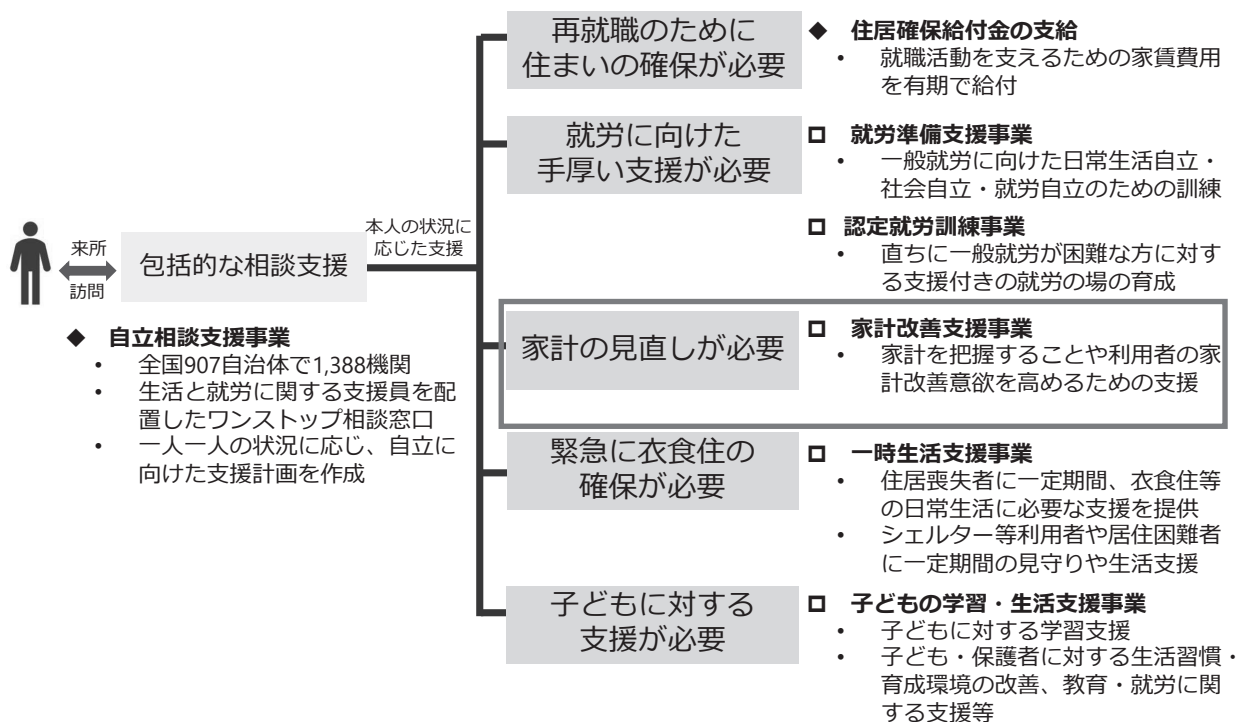 来所
訪問
包括的な相談支援
本人の状況に
応じた支援
◆ 自立相談支援事業
• 全国907自治体で1,388機関
• 生活と就労に関する支援員を配
置したワンストップ相談窓口
• 一人一人の状況に応じ、自立に
向けた支援計画を作成
再就職のために
住まいの確保が必要
◆ 住居確保給付金の支給
• 就職活動を支えるための家賃費用
を有期で給付
就労に向けた
手厚い支援が必要
□ 就労準備支援事業
• 一般就労に向けた日常生活自立・
社会自立・就労自立のための訓練
□ 認定就労訓練事業
• 直ちに一般就労が困難な方に対す
る支援付きの就労の場の育成
家計の見直しが必要
□ 家計改善支援事業
• 家計を把握することや利用者の家
計改善意欲を高めるための支援
緊急に衣食住の
確保が必要
□ 一時生活支援事業
• 住居喪失者に一定期間、衣食住等
の日常生活に必要な支援を提供
• シェルター等利用者や居住困難者
に一定期間の見守りや生活支援
子どもに対する
支援が必要
□ 子どもの学習・生活支援事業
• 子どもに対する学習支援
• 子ども・保護者に対する生活習慣・
育成環境の改善、教育・就労に関
する支援等